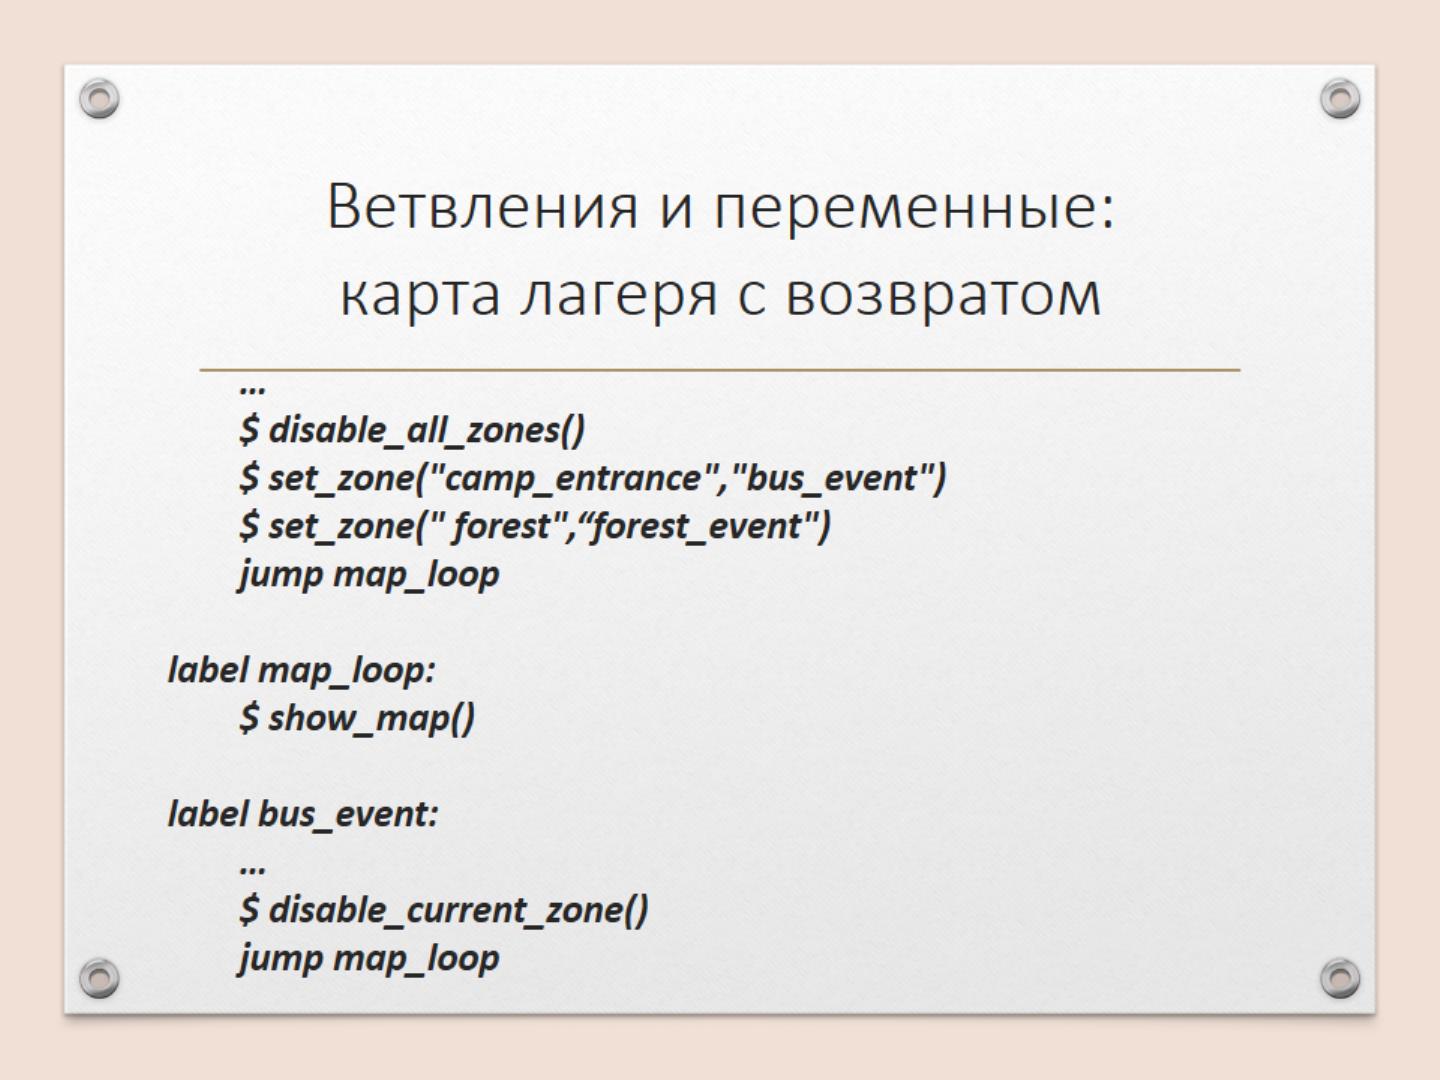 Ветвления и переменные:
карта лагеря с возвратом
...
$ disable_all_zones()
$ set_zone("camp_entrance","bus_event")
$ set_zone(" forest",“forest_event")
jump map_loop
label map_loop:
$ show_map()
label bus_event:
...
$ disable_current_zone()
jump map_loop